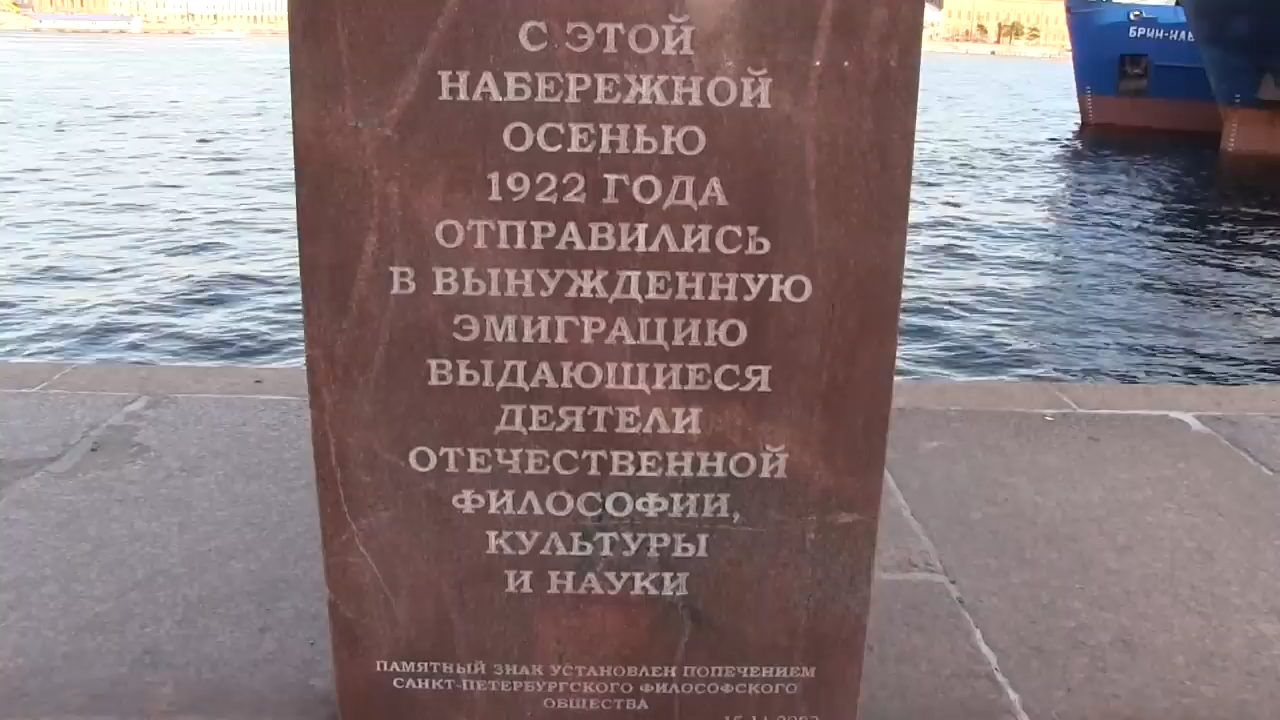 С ЭТОЙ
НАБЕРЕЖНОЙ
ОСЕНЬЮ
1922 ГОДА
ОТПРАВИЛИСЬ
В ВЫНУЖДЕННУЮ
ЭМИГРАЦИЮ
ВЫДАЮЩИЕСЯ
ДЕЯТЕЛИ
ОТЕЧЕСТВЕННОЙ
ФИЛОСОФИИ,
КУЛЬТУРЫ
И НАУКИ
ПАМЯТНЫЙ ЗНАК УСТАНОВЛЕН ПОПЕЧЕНИЕМ
САНКТ-ПЕТЕРБУРГСКОГО ФИЛОСОФСКОГО
ОБЩЕСТВА